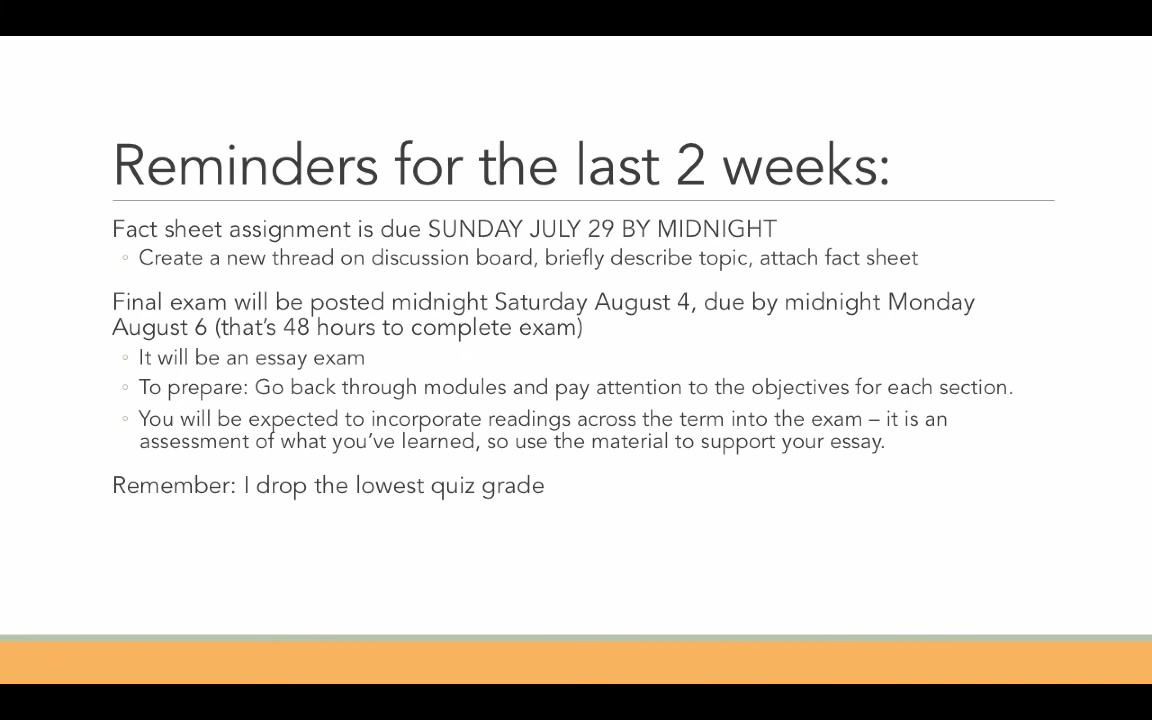 Reminders for the last 2 weeks:
Fact sheet assignment is due SUNDAY JULY 29 BY MIDNIGHT
◦ Create a new thread on discussion board, briefly describe topic, attach fact sheet
Final exam will be posted midnight Saturday August 4, due by midnight Monday
August 6 (that’s 48 hours to complete exam)
◦ It will be an essay exam
◦ To prepare: Go back through modules and pay attention to the objectives for each section.
◦ You will be expected to incorporate readings across the term into the exam – it is an
assessment of what you’ve learned, so use the material to support your essay.
Remember: I drop the lowest quiz grade